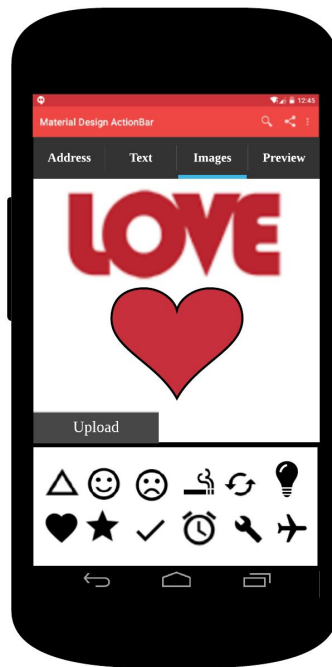 12:45
Material Design ActionBar
Address Text Images Preview
LOVE
Upload